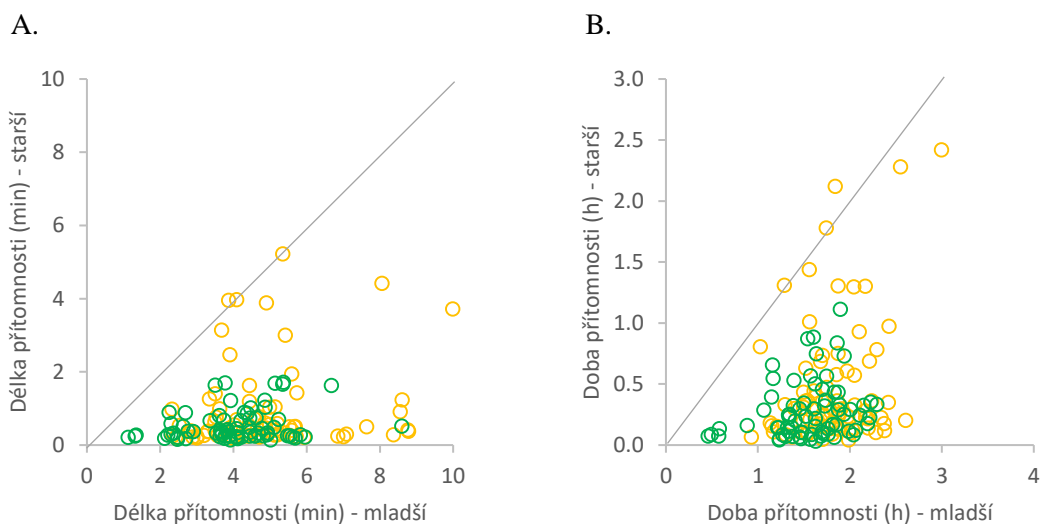 A.
Délka přítomnosti (min) - starší
10
8
6
4
2
0
0 2 4 6 8 10
Délka přítomnosti (min) - mladší
B.
Doba přítomnosti (h) - starší
3.0
2.5
2.0
1.5
1.0
0.5
0.0
0 1 2 3 4
Doba přítomnosti (h) - mladší